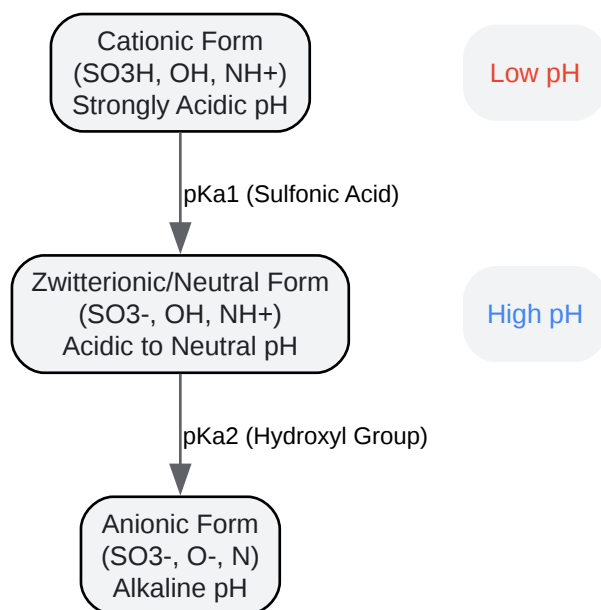 Cationic Form
(SO3H, OH, NH+)
Strongly Acidic pH
Low pH
pKa1 (Sulfonic Acid)
Zwitterionic/Neutral Form
(SO3-, OH, NH+)
Acidic to Neutral pH
High pH
pKa2 (Hydroxyl Group)
Anionic Form
(SO3-, O-, N)
Alkaline pH